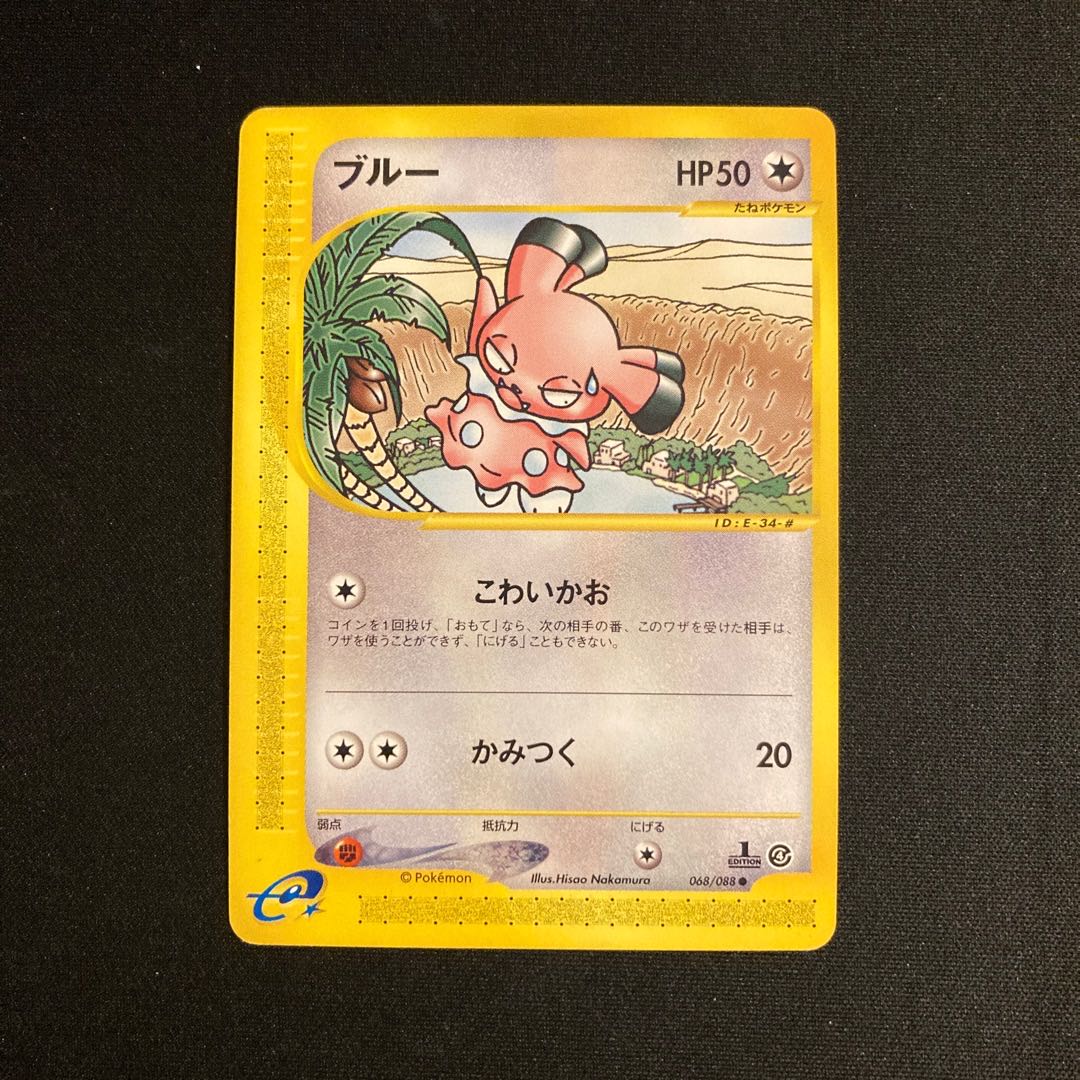 ブルー
HP50
たねポケモン
ID:E-34-#
こわいかお
コインを1回投げ、「おもて」なら、次の相手の番、このワザを受けた相手は、
ワザを使うことができず、「にげる」こともできない。
かみつく 20
弱点 抵抗力 にげる
1
EDITION
© Pokémon Illus.Hisao Nakamura 068/088 ●
e